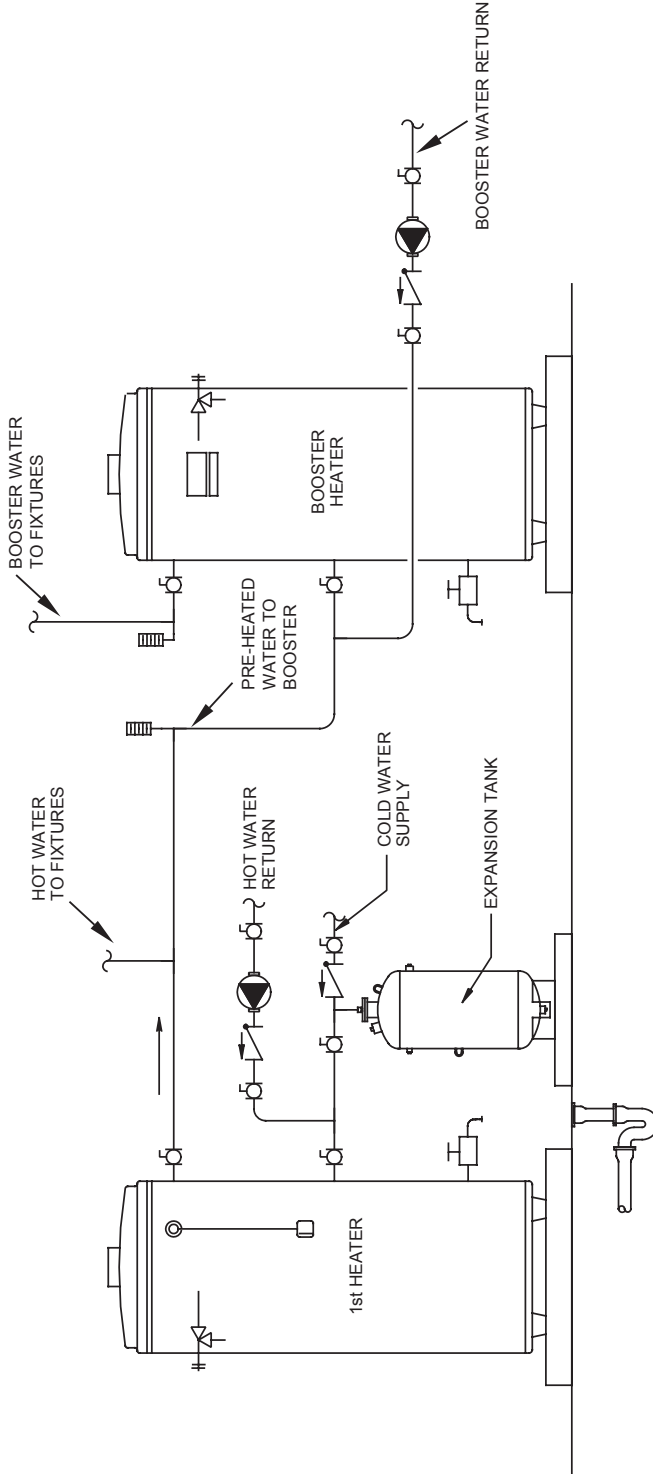 HOT WATER
TO FIXTURES
BOOSTER WATER
TO FIXTURES
HOT WATER
RETURN
PRE-HEATED
WATER TO
BOOSTER
COLD WATER
SUPPLY
1st HEATER
EXPANSION TANK
BOOSTER
HEATER
BOOSTER WATER RETURN